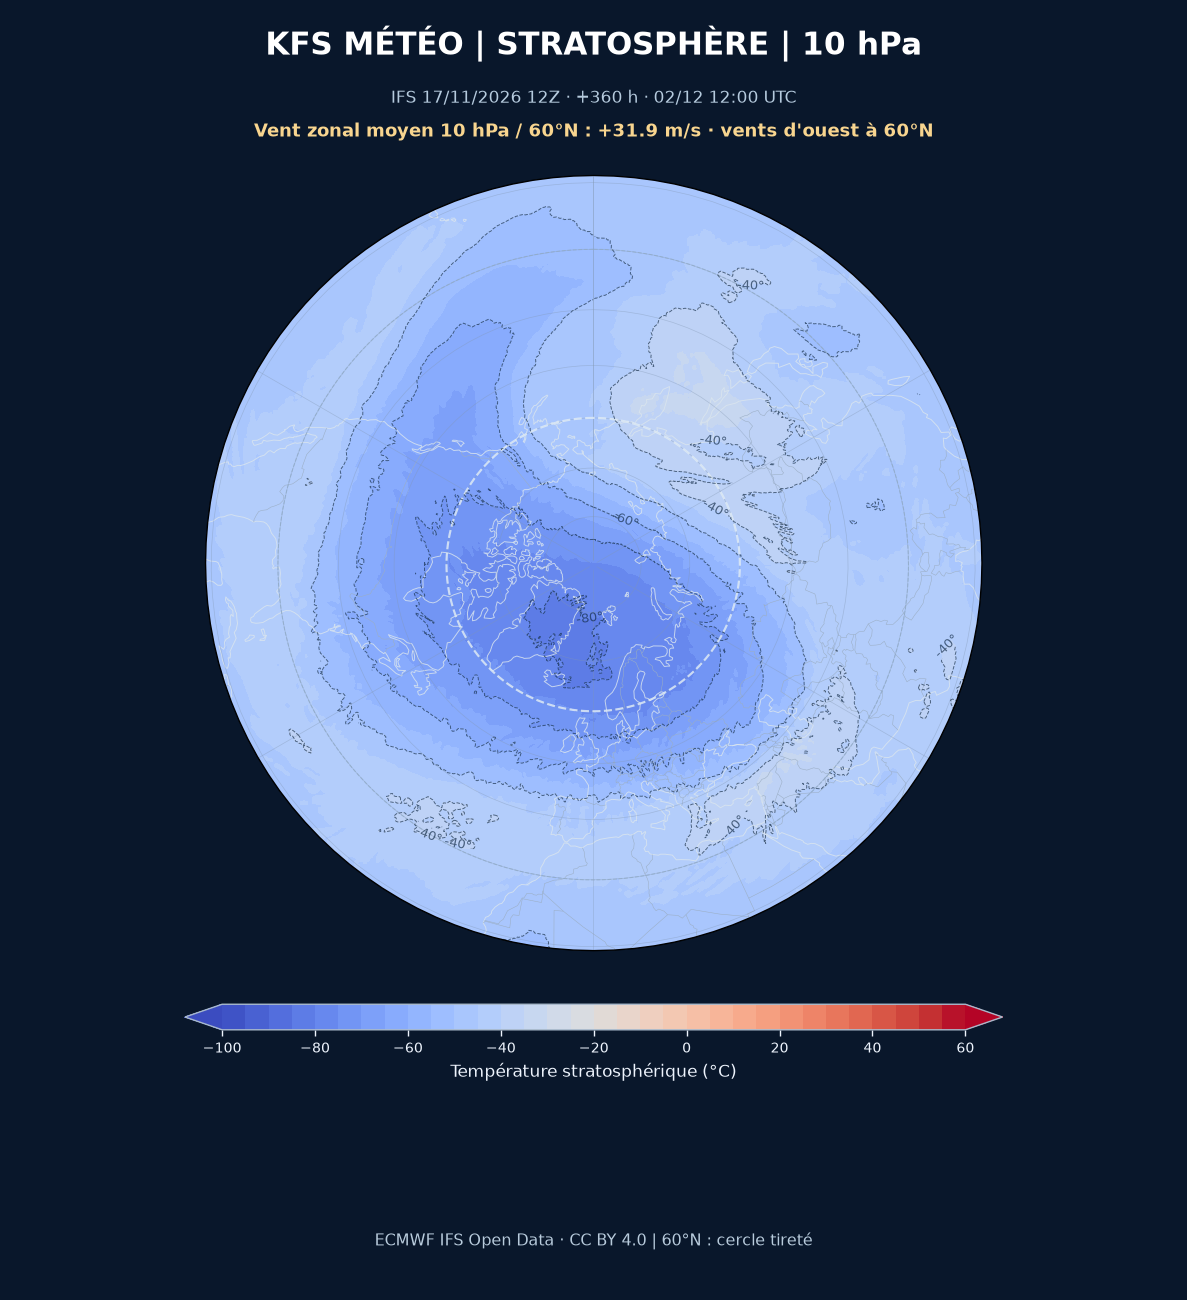 KFS MÉTÉO | STRATOSPHÈRE | 10 hPa
IFS 17/11/2026 12Z · +360 h · 02/12 12:00 UTC
Vent zonal moyen 10 hPa / 60°N : +31.9 m/s · vents d'ouest à 60°N
-40°
-40°
-40°
-60°
-80°
-40°
-40°
-40°
-40°
−100 −80 −60 −40 −20 0 20 40 60
Température stratosphérique (°C)
ECMWF IFS Open Data · CC BY 4.0 | 60°N : cercle tireté